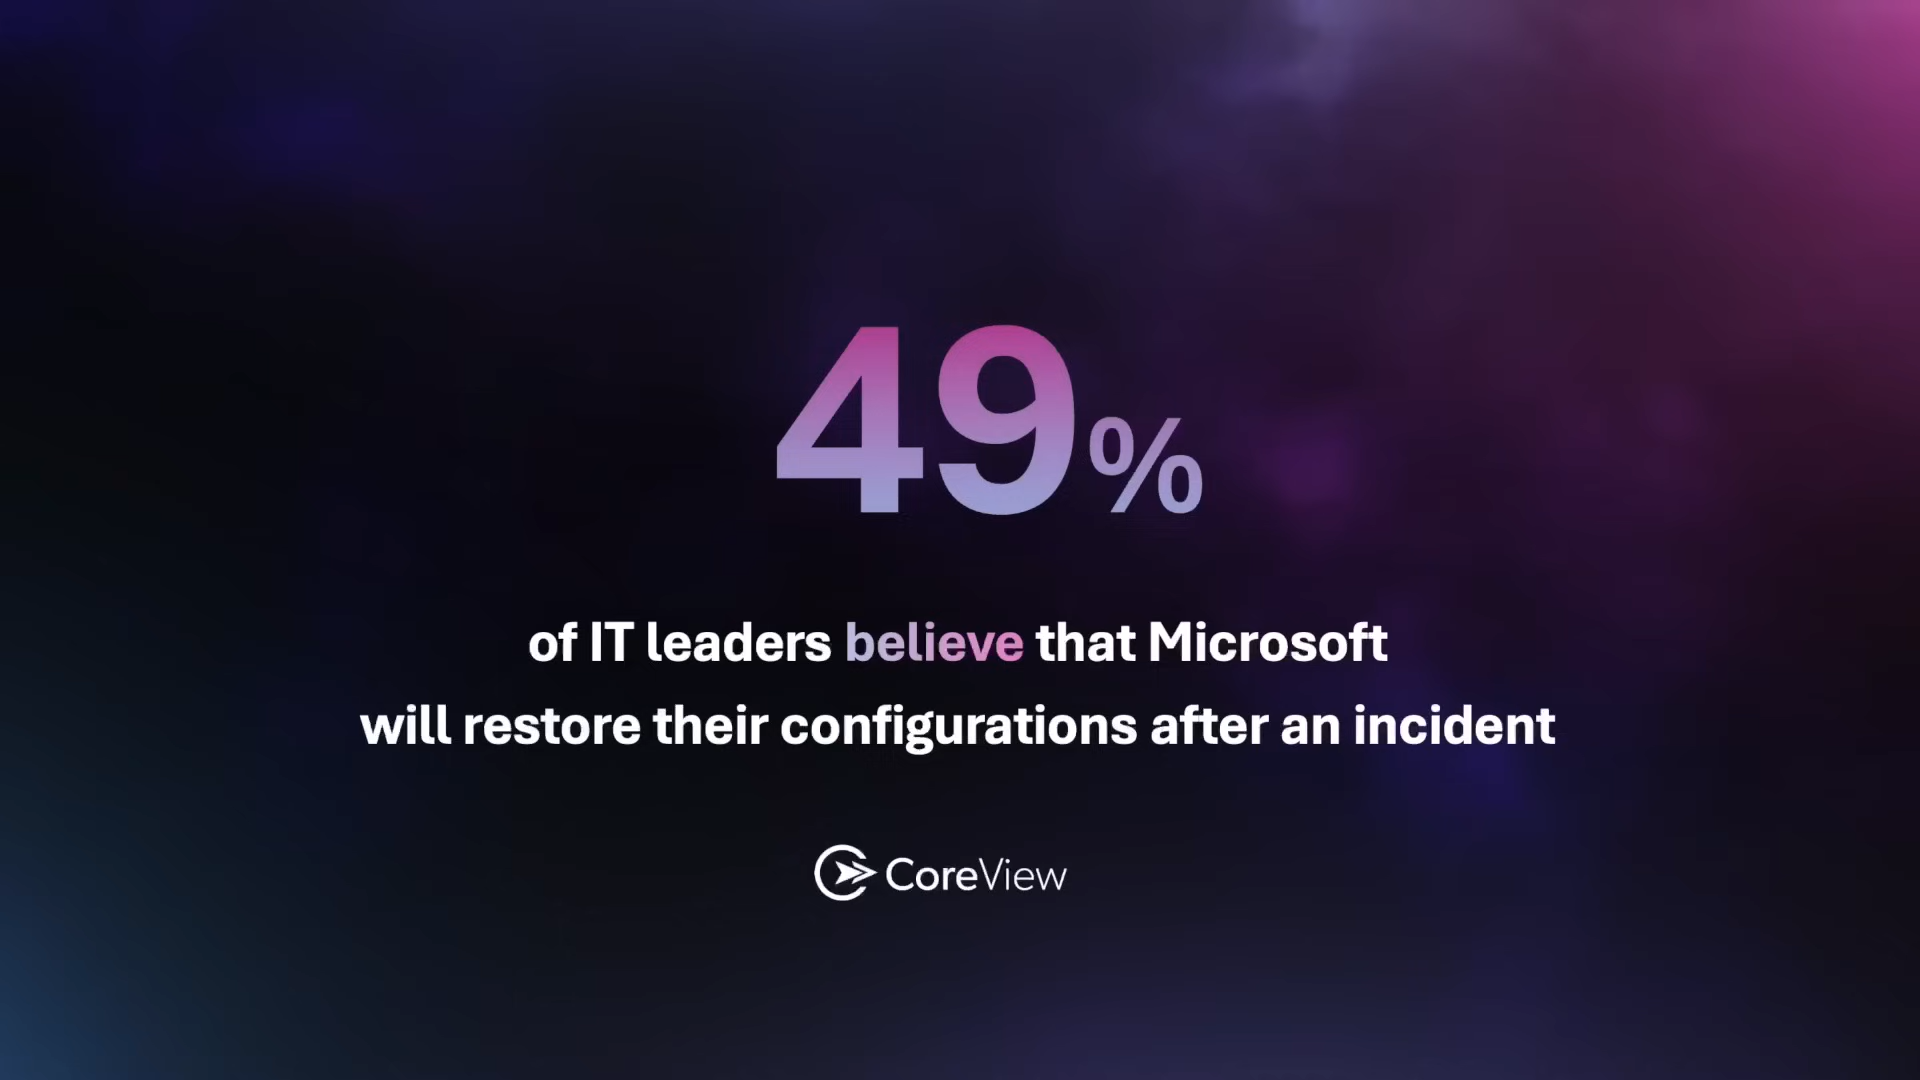 49%
of IT leaders believe that Microsoft
will restore their configurations after an incident
CoreView